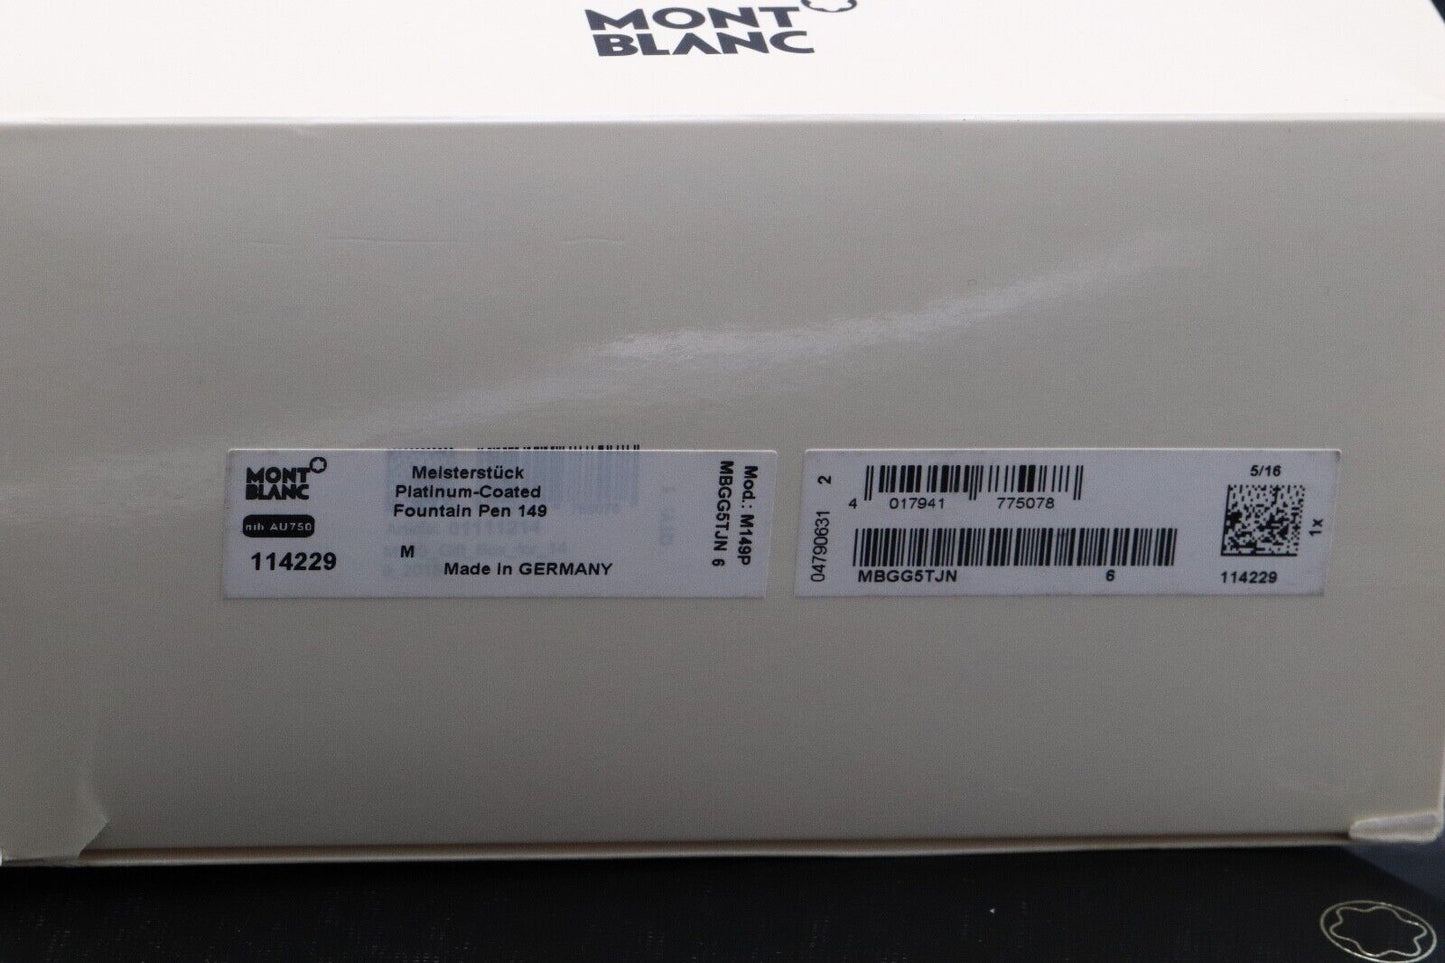 MONT
BLANC
MONT
BLANC
nib AU750
114229
Meisterstück
Platinum-Coated
Fountain Pen 149
M
Made in GERMANY
Mod.: M149P
MBGG5TJN 6
04790631 2
4 017941 775078
MBGG5TJN 6
5/16
1x
114229